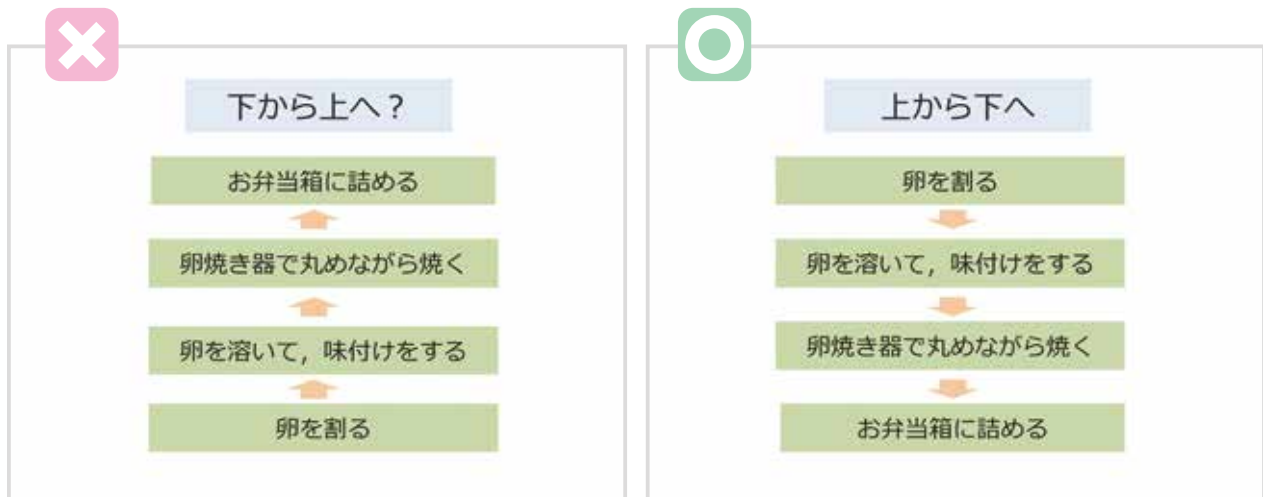 下から上へ？
お弁当箱に詰める
卵焼き器で丸めながら焼く
卵を溶いて，味付けをする
卵を割る
上から下へ
卵を割る
卵を溶いて，味付けをする
卵焼き器で丸めながら焼く
お弁当箱に詰める